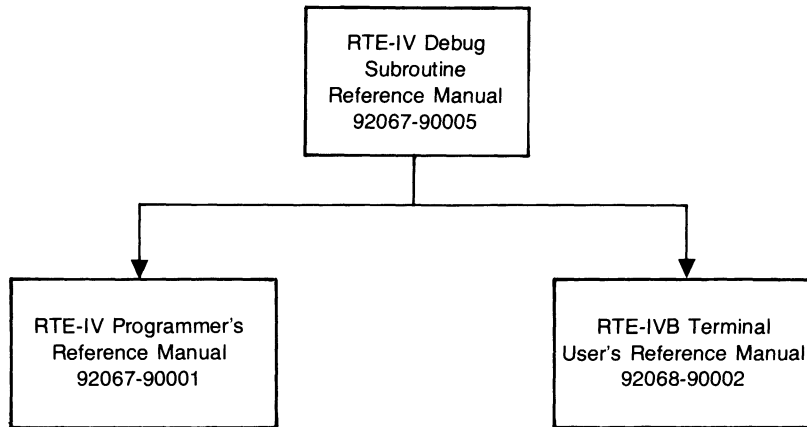 RTE-IV Debug
Subroutine
Reference Manual
92067-90005
RTE-IV Programmer's
Reference Manual
92067-90001
RTE-IVB Terminal
User's Reference Manual
92068-90002